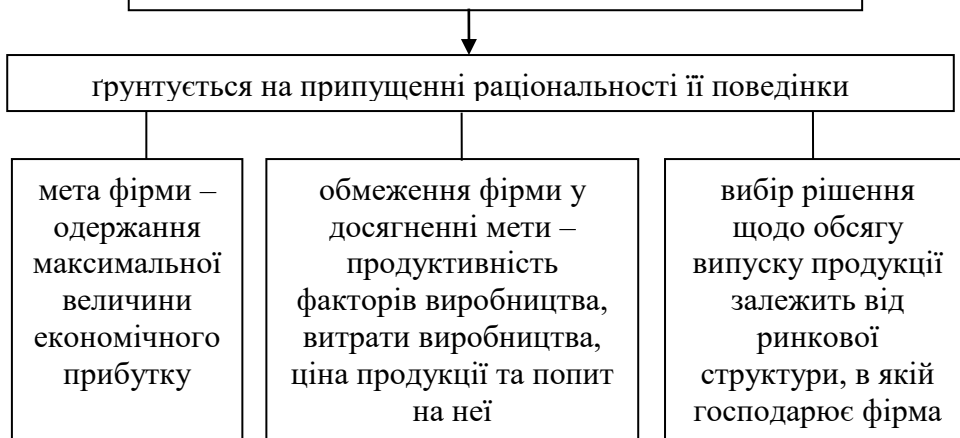 ґрунтується на припущенні раціональності її поведінки
мета фірми –
одержання
максимальної
величини
економічного
прибутку
обмеження фірми у
досягненні мети –
продуктивність
факторів виробництва,
витрати виробництва,
ціна продукції та попит
на неї
вибір рішення
щодо обсягу
випуску продукції
залежить від
ринкової
структури, в якій
господарює фірма